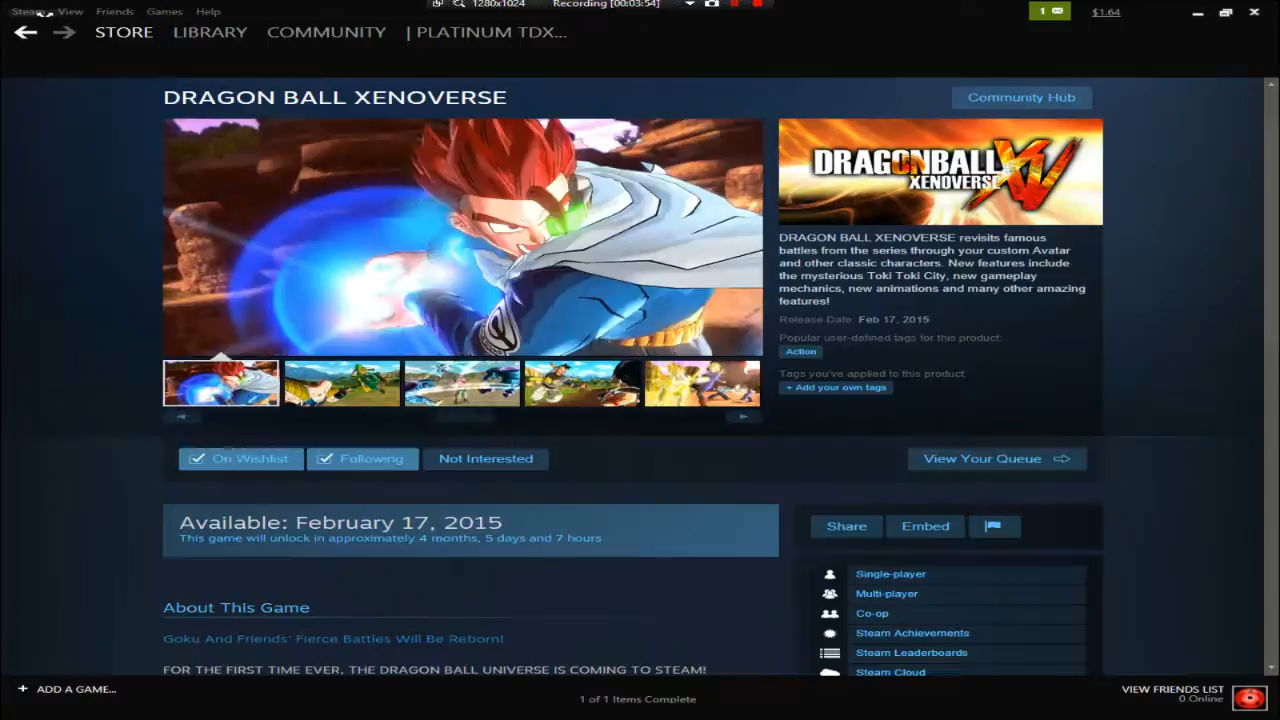 Steam View Friends Games Help
1280x1024 Recording [00:03:54]
1 $1.64
STORE LIBRARY COMMUNITY | PLATINUM TDX...
DRAGON BALL XENOVERSE
Community Hub
DRAGONBALL XV
XENOVERSE
DRAGON BALL XENOVERSE revisits famous
battles from the series through your custom Avatar
and other classic characters. New features include
the mysterious Toki Toki City, new gameplay
mechanics, new animations and many other amazing
features!
Release Date: Feb 17, 2015
Popular user-defined tags for this product:
Action
Tags you've applied to this product:
+ Add your own tags
On Wishlist Following Not Interested View Your Queue
Available: February 17, 2015
This game will unlock in approximately 4 months, 5 days and 7 hours
Share Embed
Single-player
Multi-player
Co-op
Steam Achievements
Steam Leaderboards
Steam Cloud
About This Game
Goku And Friends' Fierce Battles Will Be Reborn!
FOR THE FIRST TIME EVER, THE DRAGON BALL UNIVERSE IS COMING TO STEAM!
+ ADD A GAME...
1 of 1 Items Complete
VIEW FRIENDS LIST
0 Online